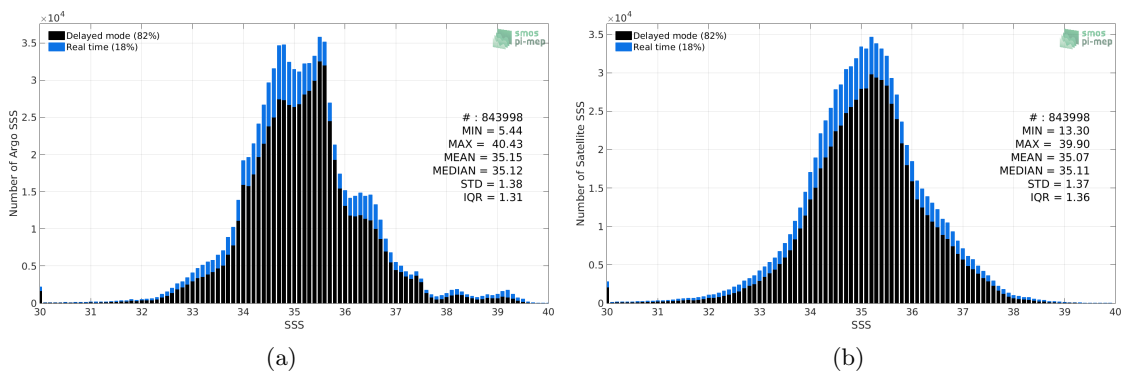 ×10^4
Delayed mode (82%)
Real time (18%)
smos
pi-mep
# : 843998
MIN = 5.44
MAX = 40.43
MEAN = 35.15
MEDIAN = 35.12
STD = 1.38
IQR = 1.31
Number of Argo SSS
3.5
3
2.5
2
1.5
1
0.5
0
30 31 32 33 34 35 36 37 38 39 40
SSS
(a)
×10^4
Delayed mode (82%)
Real time (18%)
smos
pi-mep
# : 843998
MIN = 13.30
MAX = 39.90
MEAN = 35.07
MEDIAN = 35.11
STD = 1.37
IQR = 1.36
Number of Satellite SSS
3.5
3
2.5
2
1.5
1
0.5
0
30 31 32 33 34 35 36 37 38 39 40
SSS
(b)